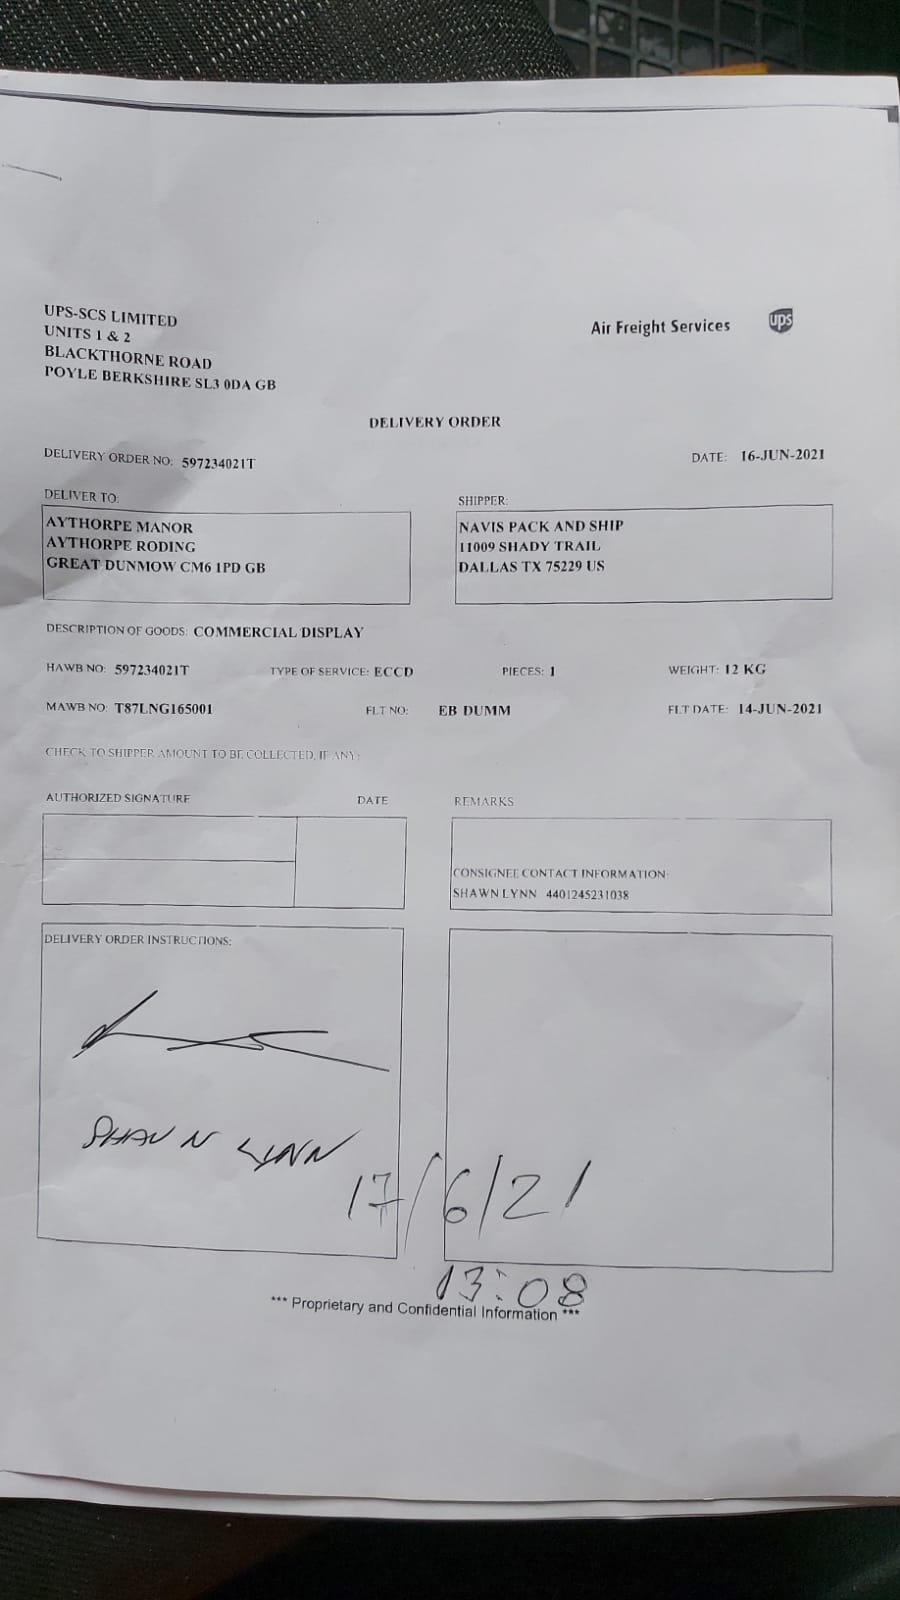 UPS-SCS LIMITED
UNITS 1 & 2
BLACKTHORNE ROAD
POYLE BERKSHIRE SL3 0DA GB
Air Freight Services ups
DELIVERY ORDER
DELIVERY ORDER NO: 597234021T DATE: 16-JUN-2021
DELIVER TO: SHIPPER:
AYTHORPE MANOR NAVIS PACK AND SHIP
AYTHORPE RODING 11009 SHADY TRAIL
GREAT DUNMOW CM6 1PD GB DALLAS TX 75229 US
DESCRIPTION OF GOODS: COMMERCIAL DISPLAY
HAWB NO: 597234021T TYPE OF SERVICE: ECCD PIECES: 1 WEIGHT: 12 KG
MAWB NO: T87LNG165001 FLT NO: EB DUMM FLT DATE: 14-JUN-2021
CHECK TO SHIPPER AMOUNT TO BE COLLECTED, IF ANY:
AUTHORIZED SIGNATURE DATE REMARKS
CONSIGNEE CONTACT INFORMATION:
SHAWN LYNN 4401245231038
DELIVERY ORDER INSTRUCTIONS:
SHAUN LYNN
17/6/21
13:08
*** Proprietary and Confidential Information ***